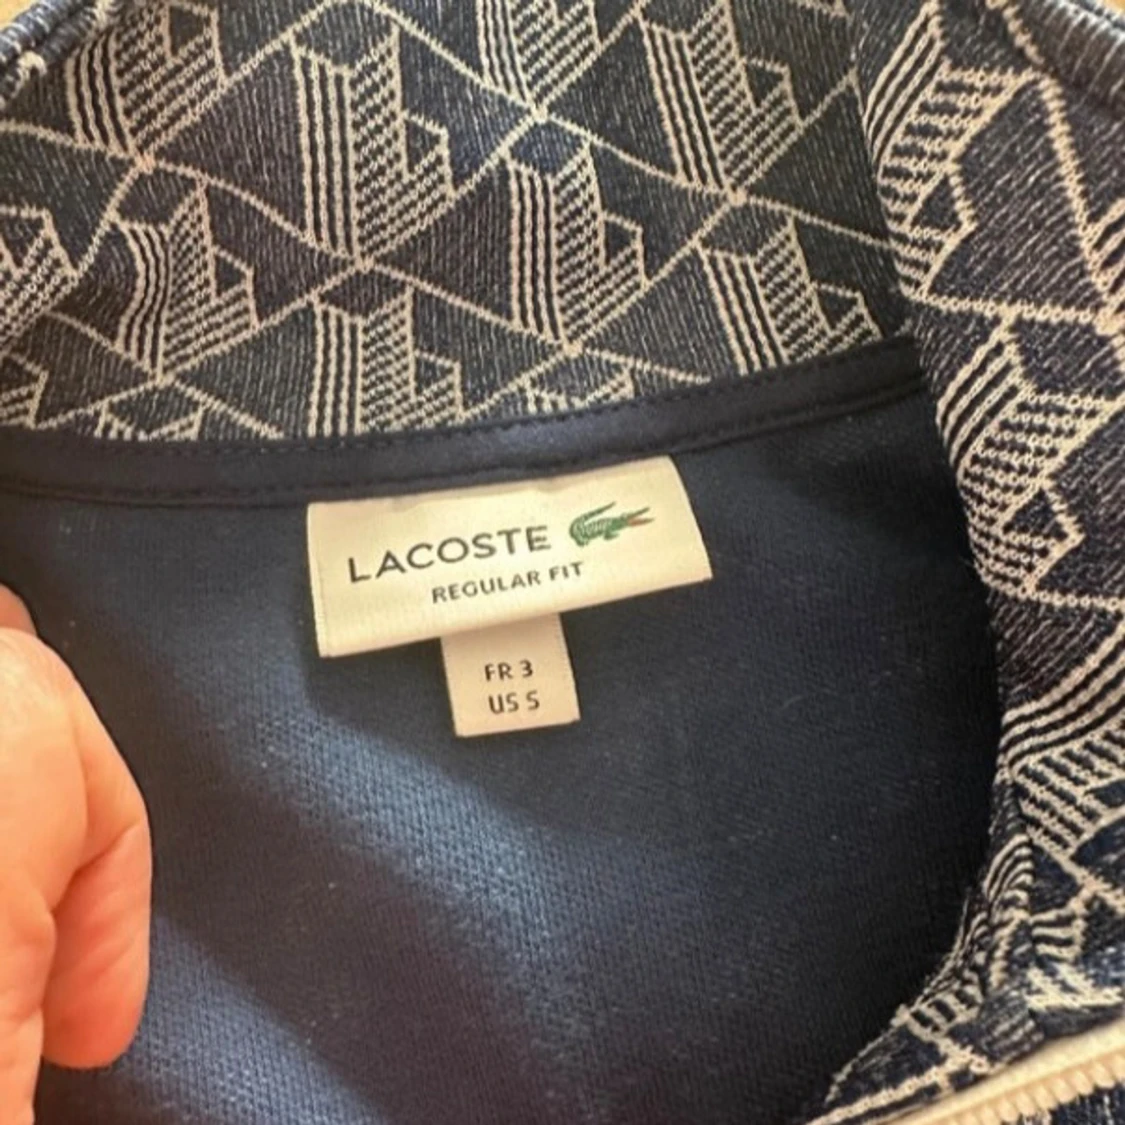 LACOSTE
REGULAR FIT
FR 3
US S